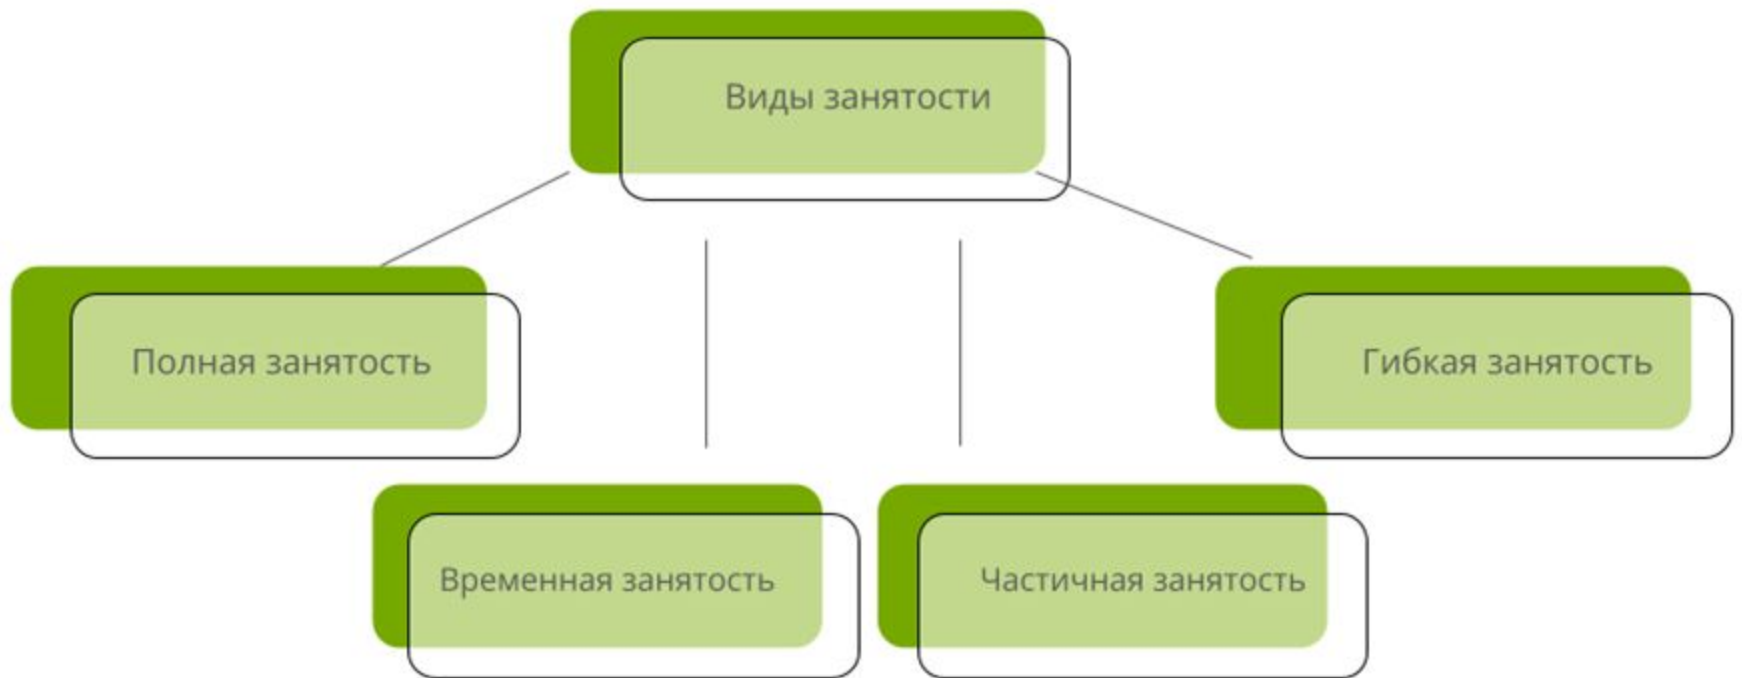 Виды занятости
Полная занятость
Гибкая занятость
Временная занятость
Частичная занятость